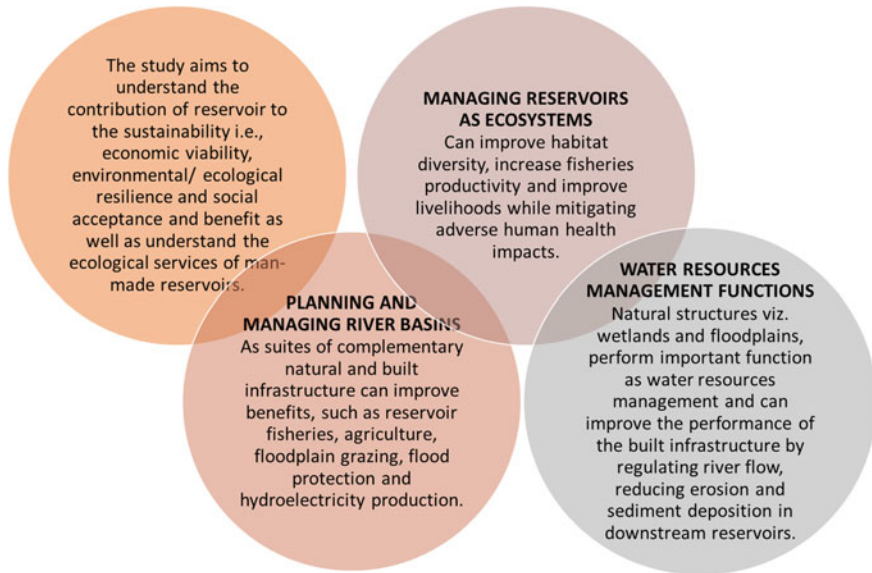 The study aims to
understand the
contribution of reservoir to
the sustainability i.e.,
economic viability,
environmental/ ecological
resilience and social
acceptance and benefit as
well as understand the
ecological services of man-
made reservoirs.
MANAGING RESERVOIRS
AS ECOSYSTEMS
Can improve habitat
diversity, increase fisheries
productivity and improve
livelihoods while mitigating
adverse human health
impacts.
PLANNING AND
MANAGING RIVER BASINS
As suites of complementary
natural and built
infrastructure can improve
benefits, such as reservoir
fisheries, agriculture,
floodplain grazing, flood
protection and
hydroelectricity production.
WATER RESOURCES
MANAGEMENT FUNCTIONS
Natural structures viz.
wetlands and floodplains,
perform important function
as water resources
management and can
improve the performance of
the built infrastructure by
regulating river flow,
reducing erosion and
sediment deposition in
downstream reservoirs.